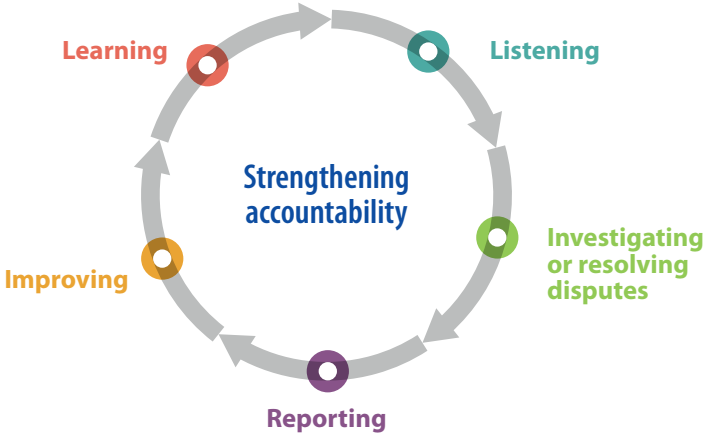 Learning
Listening
Strengthening
accountability
Investigating
or resolving
disputes
Improving
Reporting